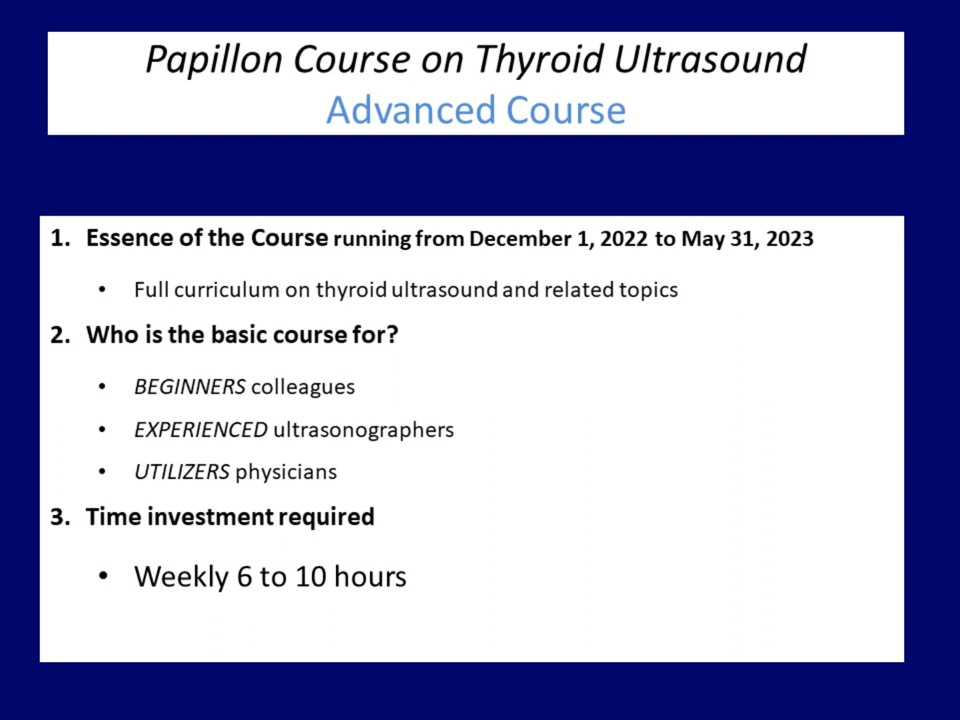 Papillon Course on Thyroid Ultrasound
Advanced Course
1. Essence of the Course running from December 1, 2022 to May 31, 2023
• Full curriculum on thyroid ultrasound and related topics
2. Who is the basic course for?
• BEGINNERS colleagues
• EXPERIENCED ultrasonographers
• UTILIZERS physicians
3. Time investment required
• Weekly 6 to 10 hours